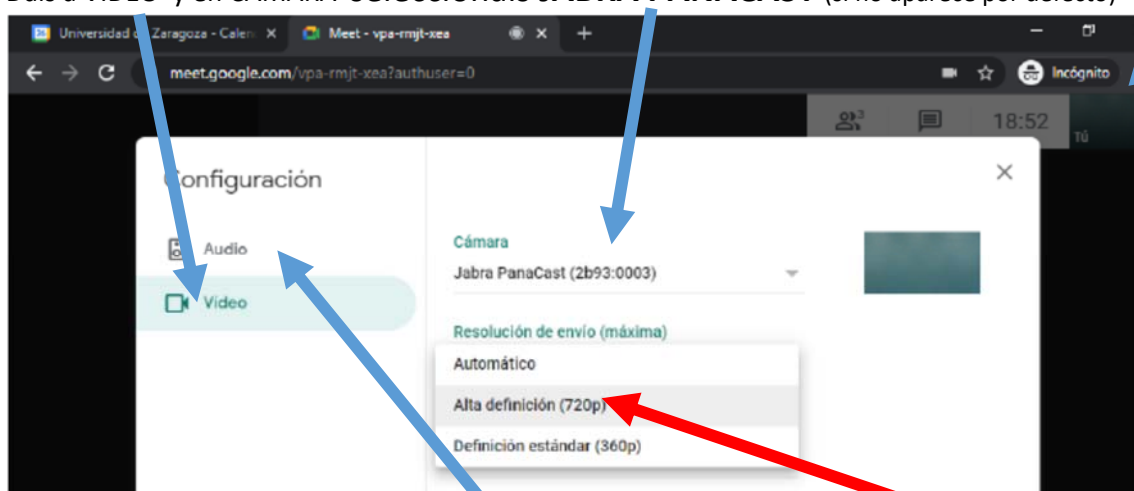 Universidad de Zaragoza - Calen
Meet - vpa-rmjt-xea
meet.google.com/vpa-rmjt-xea?authuser=0
Incógnito
3
18:52
Tú
Configuración
Audio
Cámara
Jabra PanaCast (2b93:0003)
Vídeo
Resolución de envío (máxima)
Automático
Alta definición (720p)
Definición estándar (360p)